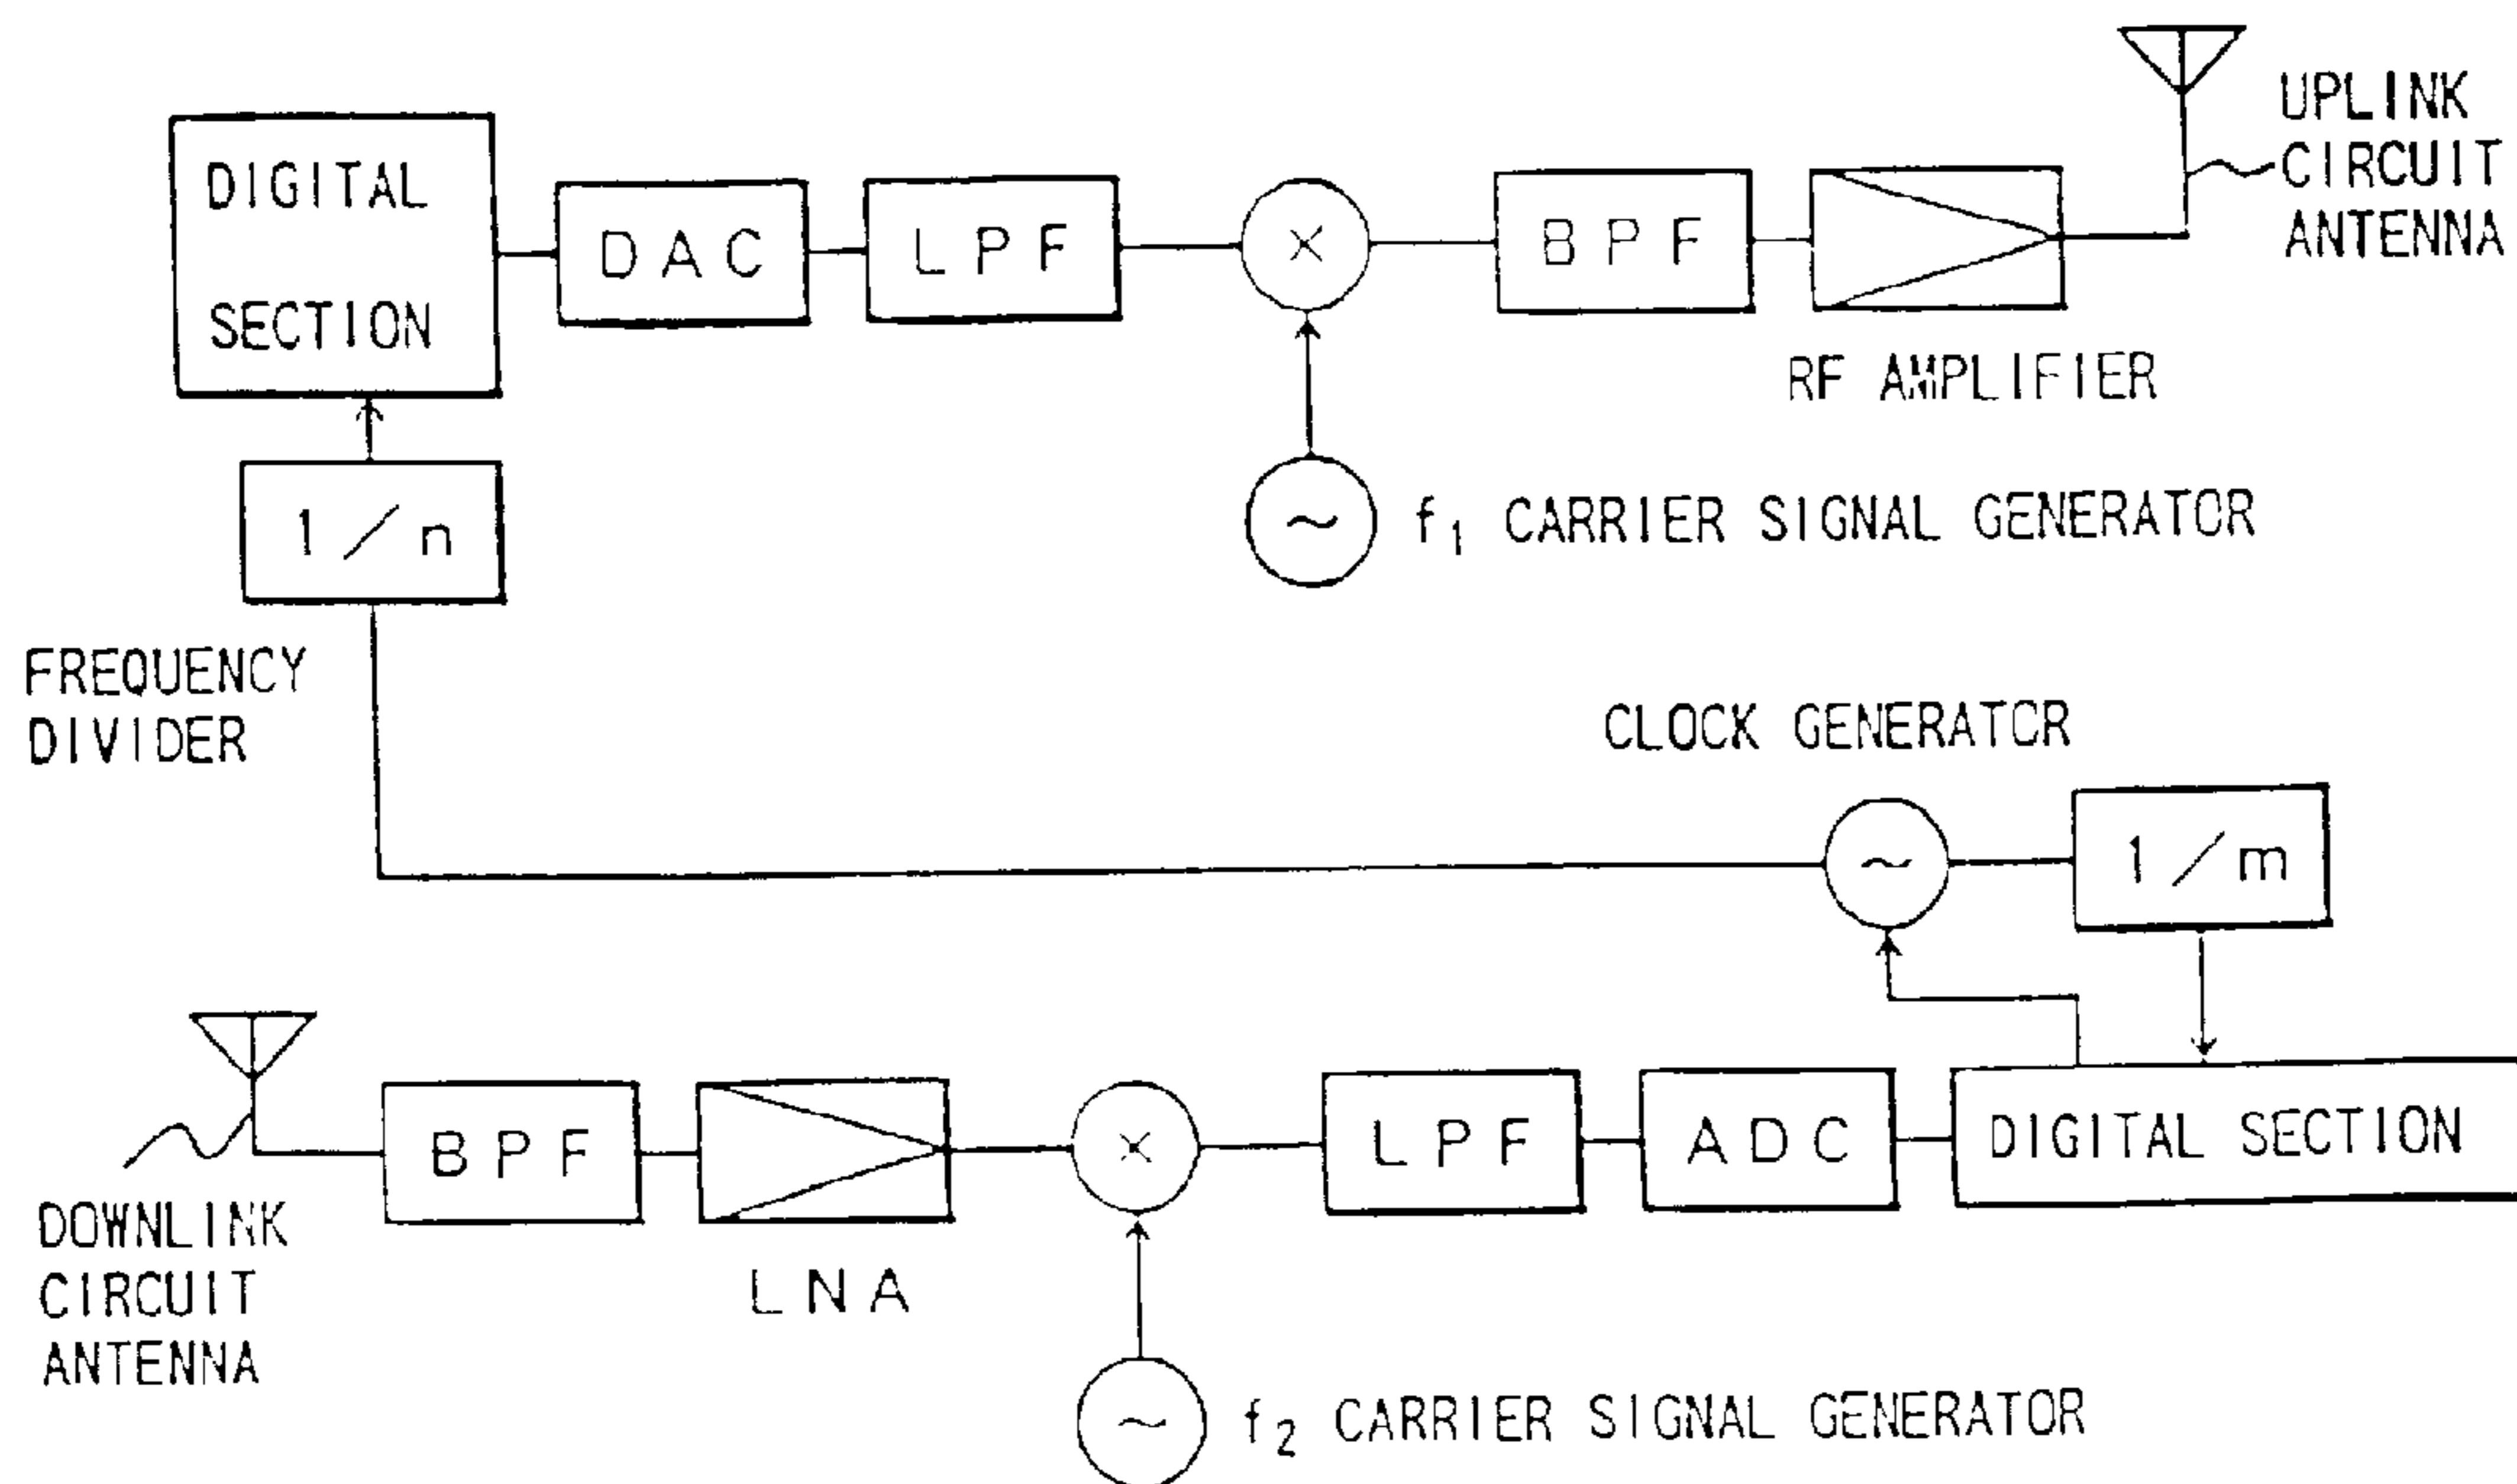 UPLINK
CIRCUIT
ANTENNA
DIGITAL
SECTION
DAC
LPF
×
BPF
RF AMPLIFIER
1/n
~
f₁ CARRIER SIGNAL GENERATOR
FREQUENCY
DIVIDER
CLOCK GENERATOR
~
1/m
BPF
×
LPF
ADC
DIGITAL SECTION
DOWNLINK
CIRCUIT
ANTENNA
LNA
~
f₂ CARRIER SIGNAL GENERATOR